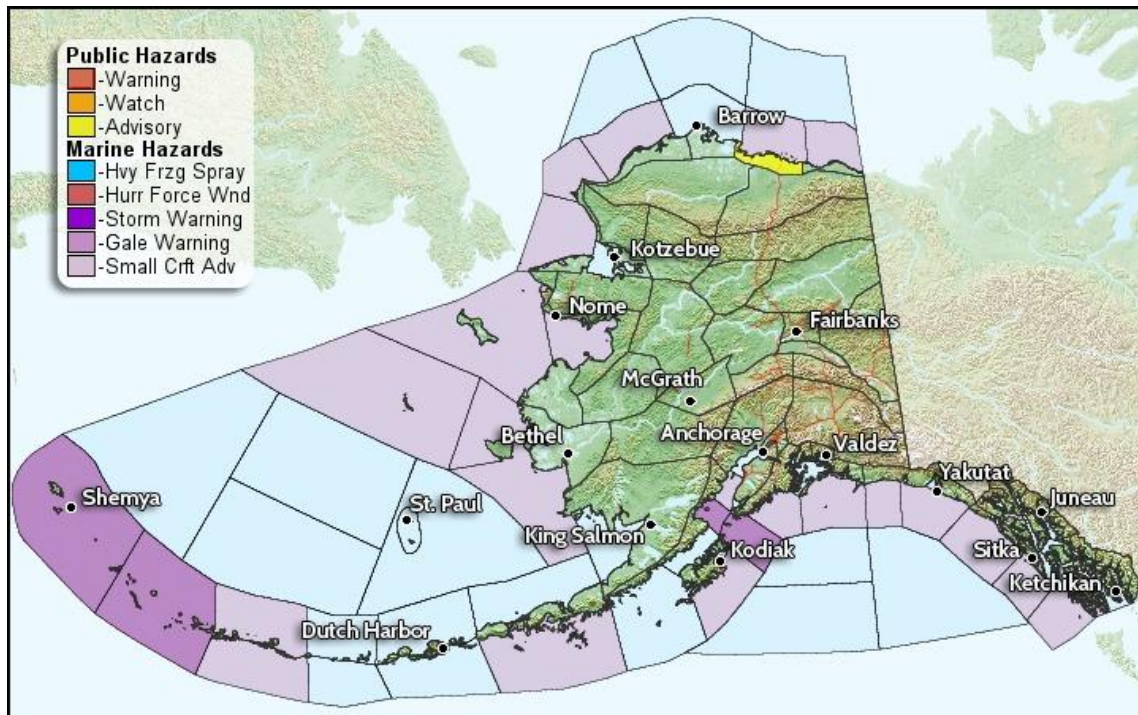 Public Hazards
-Warning
-Watch
-Advisory
Marine Hazards
-Hvy Frzg Spray
-Hurr Force Wnd
-Storm Warning
-Gale Warning
-Small Crft Adv
Barrow
Kotzebue
Nome
Fairbanks
McGrath
Bethel
Anchorage
Valdez
Yakutat
Shemya
St. Paul
Juneau
King Salmon
Kodiak
Sitka
Ketchikan
Dutch Harbor